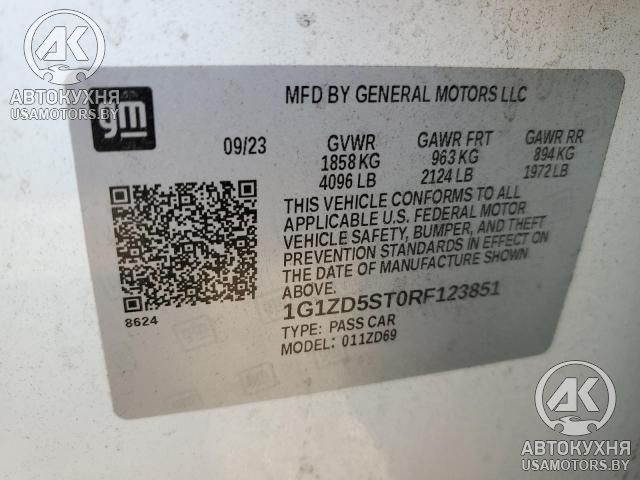 АК
АВТОКУХНЯ
USAMOTORS.BY
gm
MFD BY GENERAL MOTORS LLC
09/23 GVWR GAWR FRT GAWR RR
1858 KG 963 KG 894 KG
4096 LB 2124 LB 1972 LB
THIS VEHICLE CONFORMS TO ALL
APPLICABLE U.S. FEDERAL MOTOR
VEHICLE SAFETY, BUMPER, AND THEFT
PREVENTION STANDARDS IN EFFECT ON
THE DATE OF MANUFACTURE SHOWN
ABOVE.
1G1ZD5ST0RF123851
TYPE: PASS CAR
MODEL: 011ZD69
8624
АК
АВТОКУХНЯ
USAMOTORS.BY